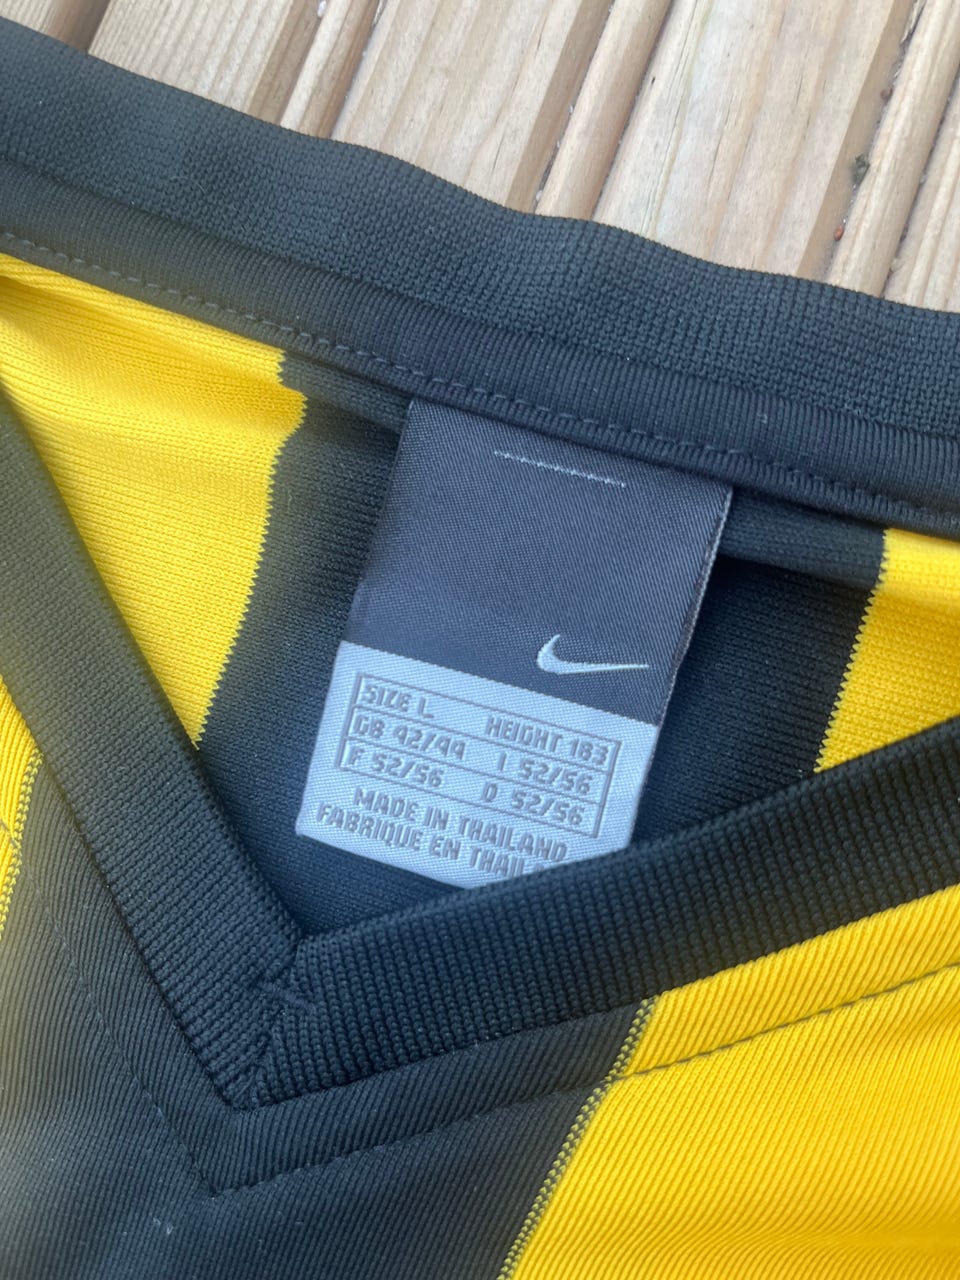 SIZE L HEIGHT 183
GB 42/44 I 52/56
F 52/56 D 52/56
MADE IN THAILAND
FABRIQUE EN